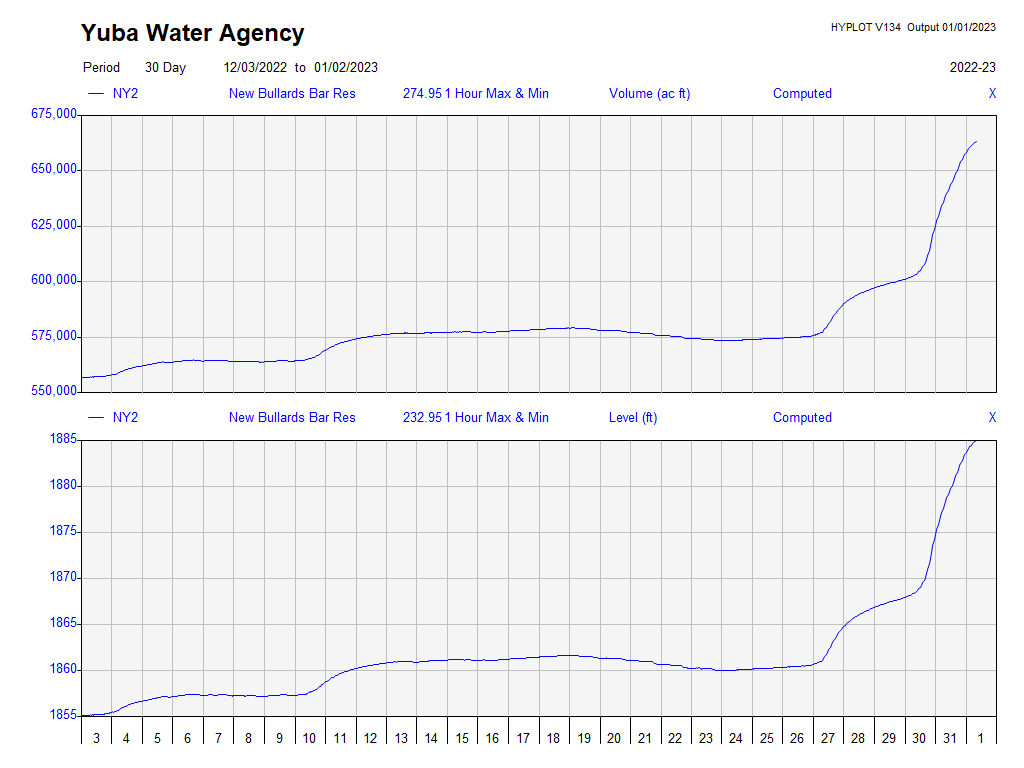 Yuba Water Agency
HYPLOT V134 Output 01/01/2023
Period 30 Day 12/03/2022 to 01/02/2023 2022-23
NY2 New Bullards Bar Res 274.95 1 Hour Max & Min Volume (ac ft) Computed X
675,000
650,000
625,000
600,000
575,000
550,000
NY2 New Bullards Bar Res 232.95 1 Hour Max & Min Level (ft) Computed X
1885
1880
1875
1870
1865
1860
1855
3 4 5 6 7 8 9 10 11 12 13 14 15 16 17 18 19 20 21 22 23 24 25 26 27 28 29 30 31 1